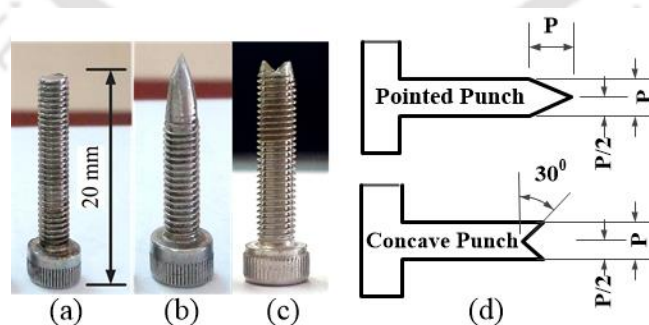 20 mm
(a)
(b)
(c)
P
Pointed Punch
P/2
P
30⁰
Concave Punch
P/2
P
(d)